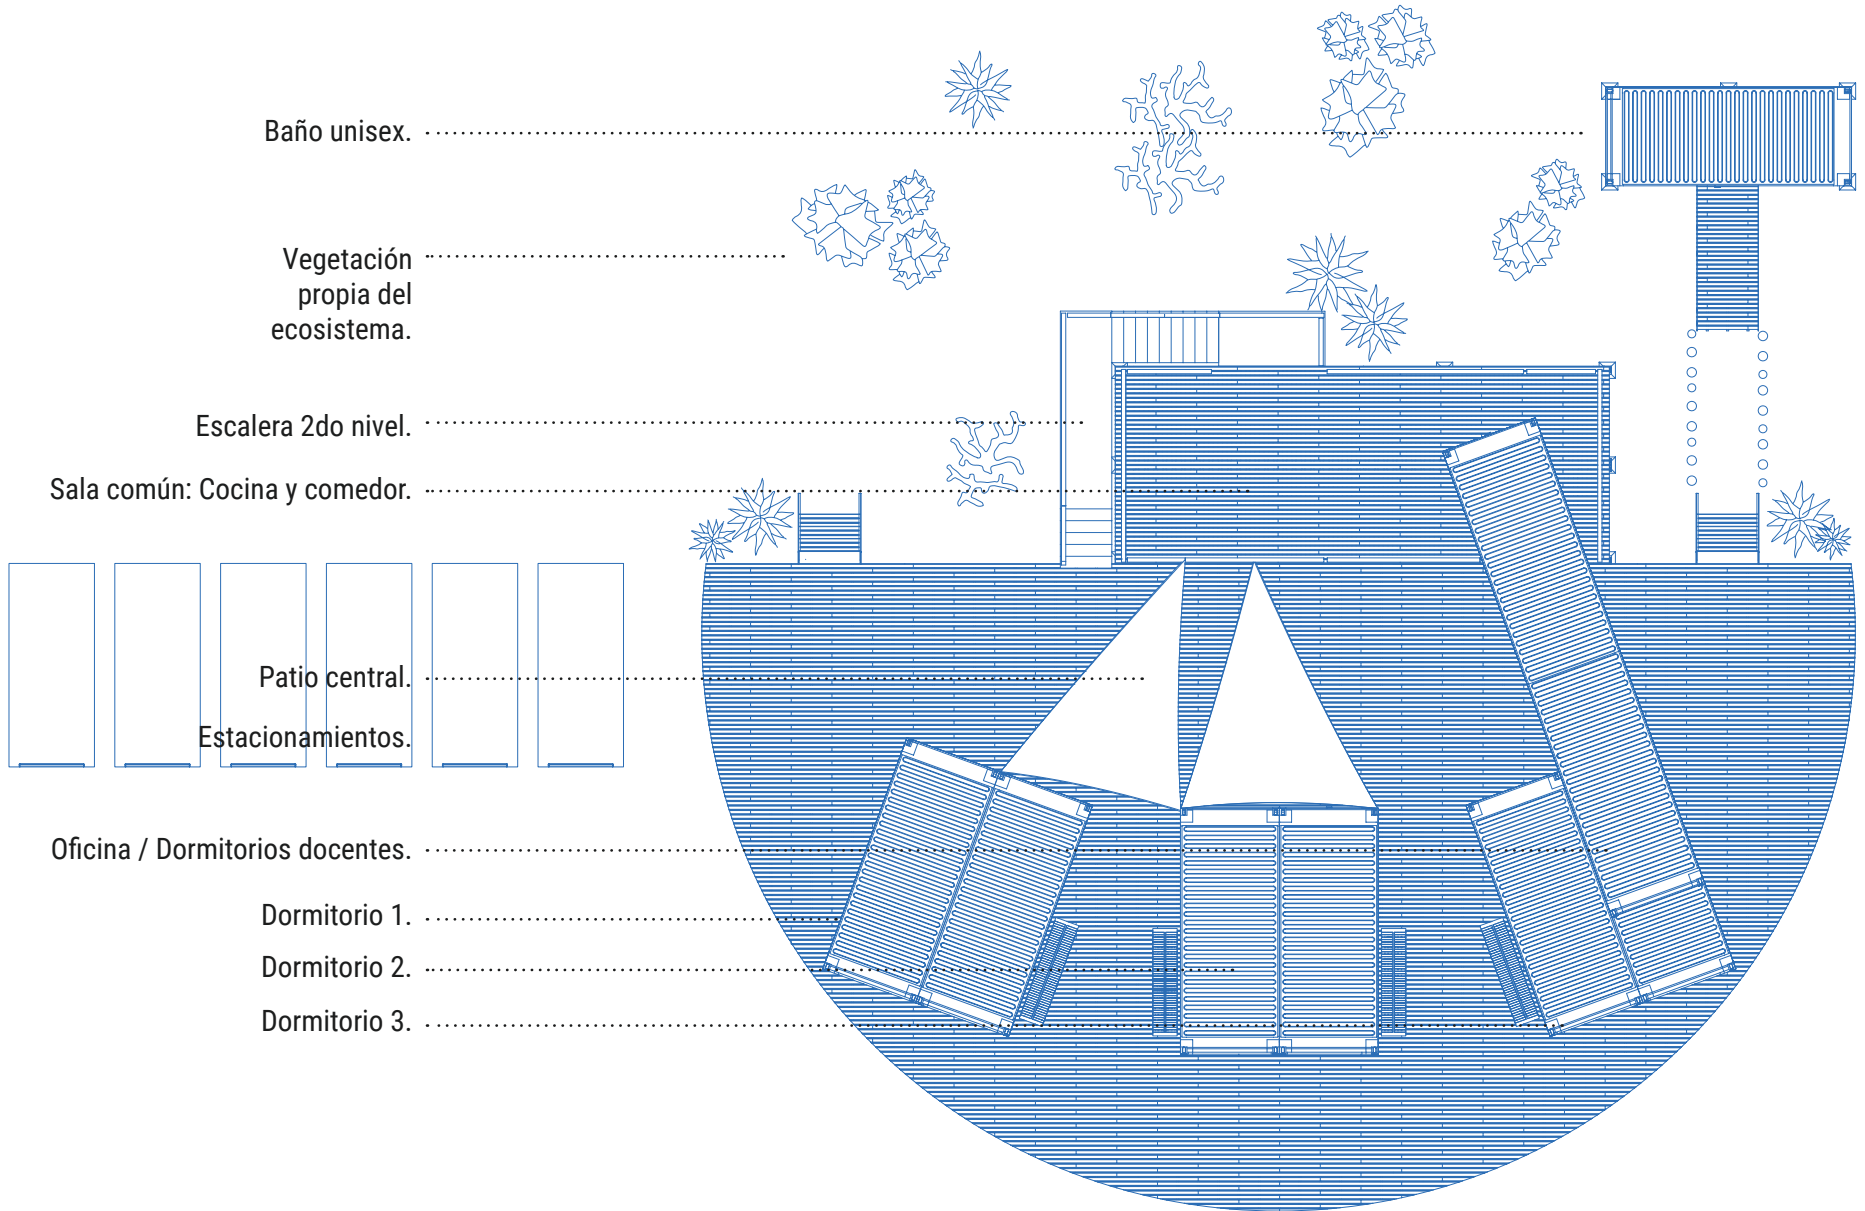 Baño unisex.
Vegetación
propia del
ecosistema.
Escalera 2do nivel.
Sala común: Cocina y comedor.
Patio central.
Estacionamientos.
Oficina / Dormitorios docentes.
Dormitorio 1.
Dormitorio 2.
Dormitorio 3.